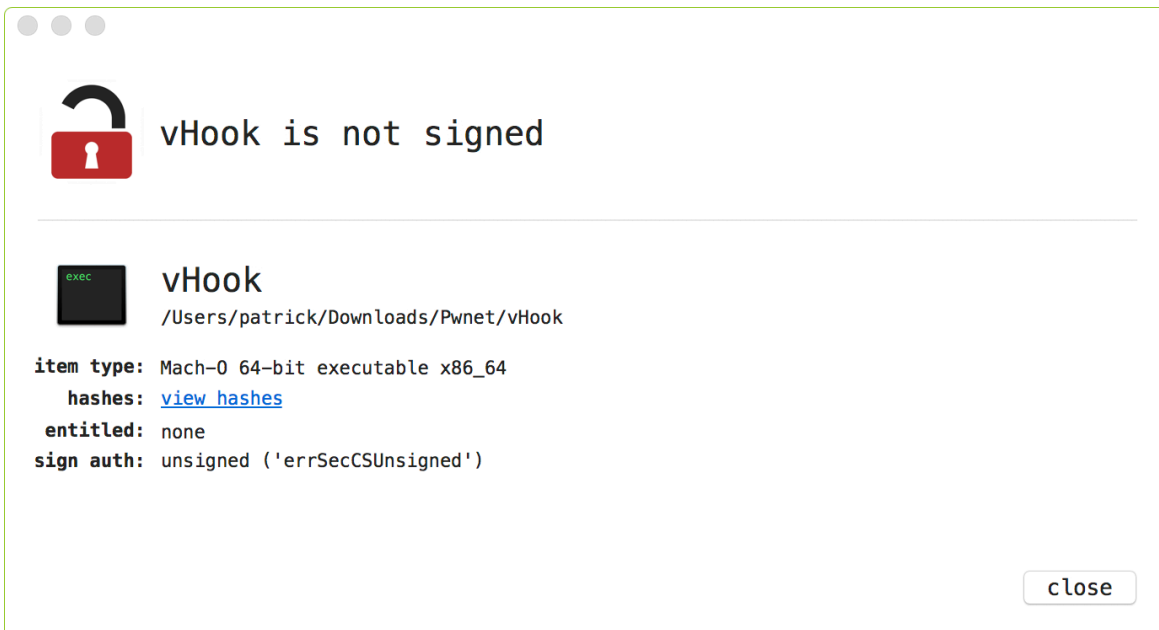 vHook is not signed
exec
vHook
/Users/patrick/Downloads/Pwnet/vHook
item type: Mach-O 64-bit executable x86_64
hashes: view hashes
entitled: none
sign auth: unsigned ('errSecCSUnsigned')
close